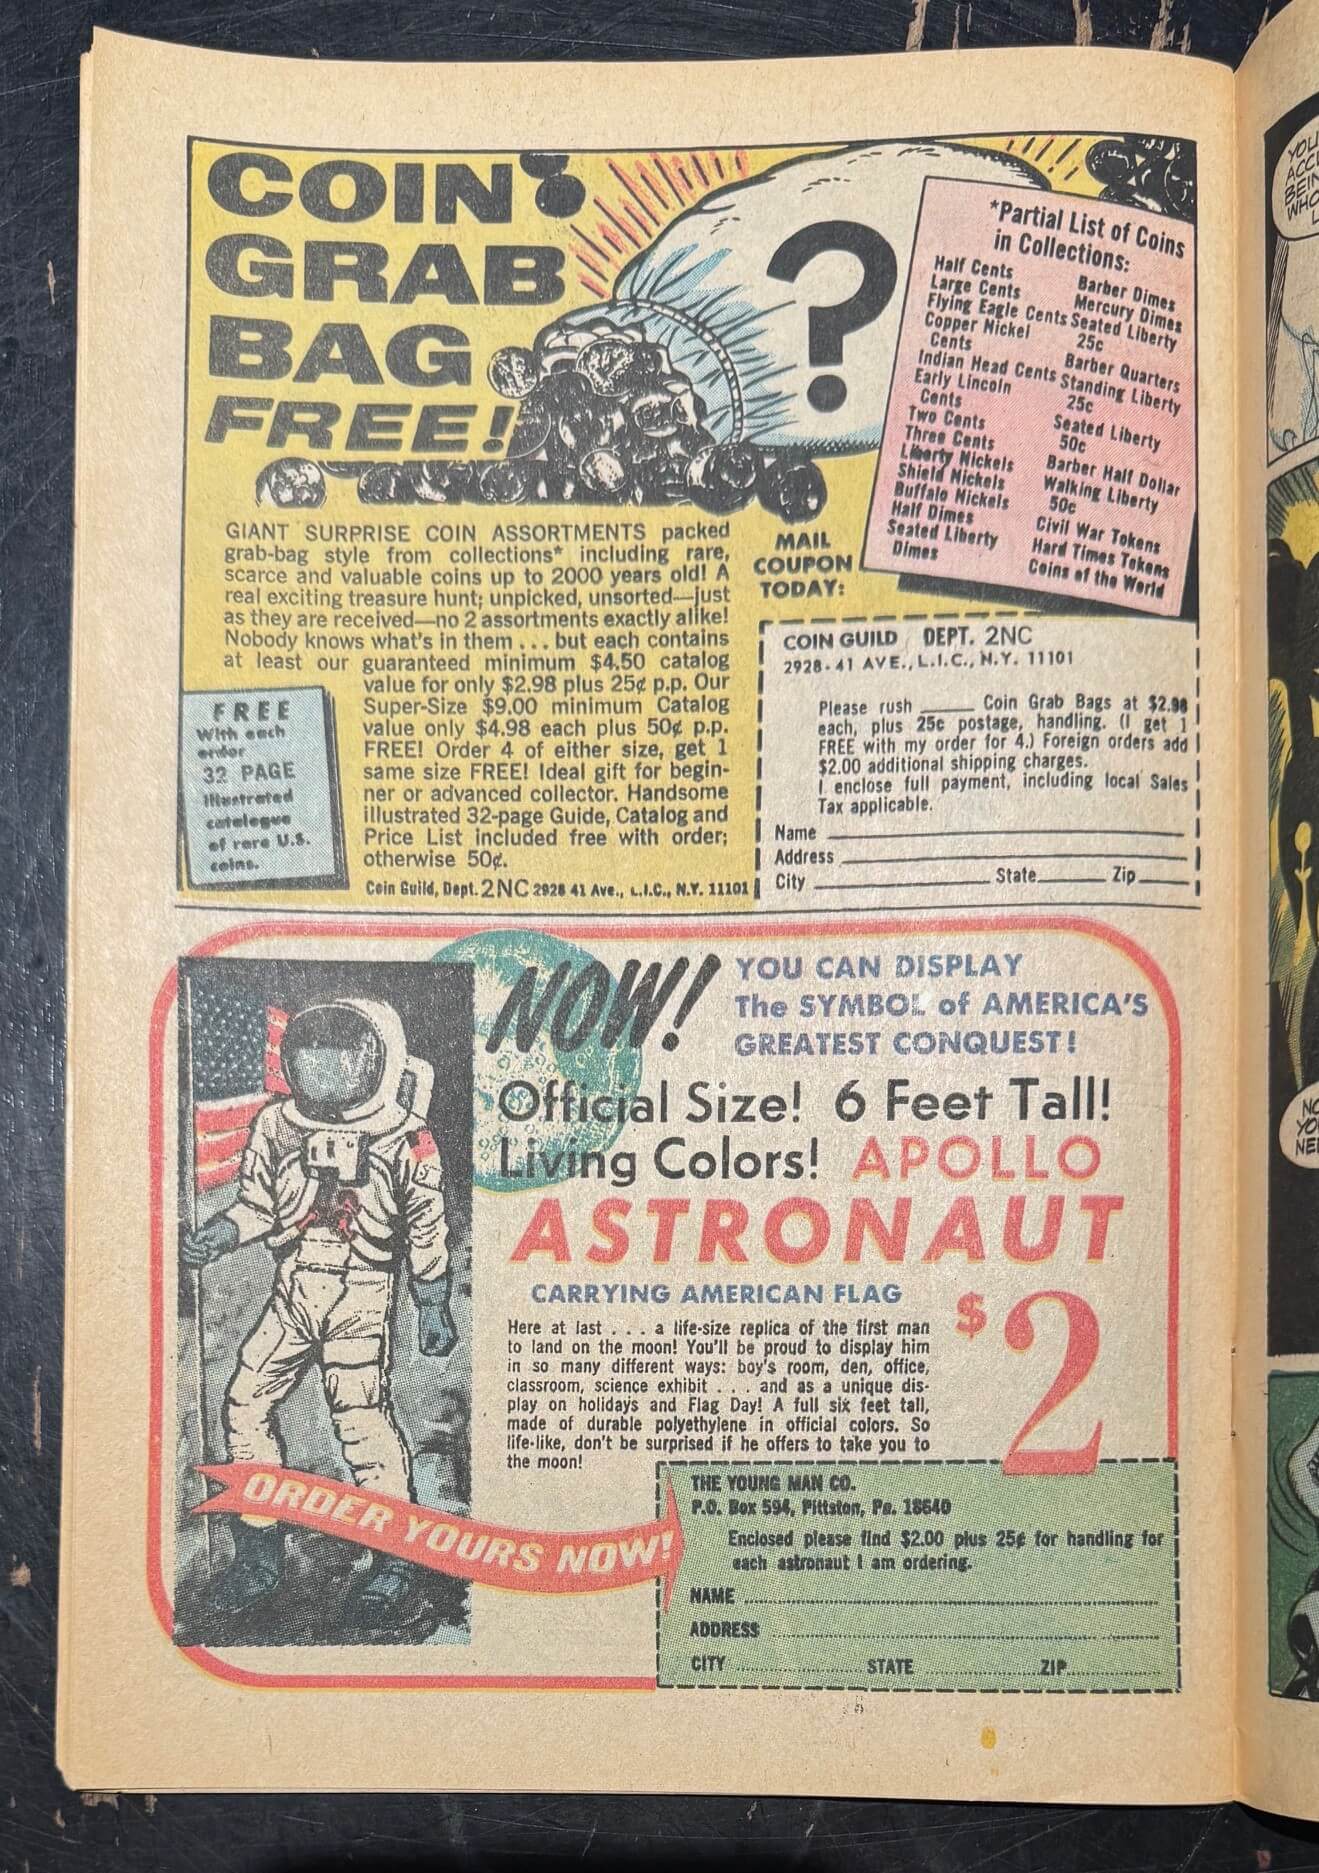 COIN
GRAB
BAG
FREE!
?
*Partial List of Coins
in Collections:
Half Cents
Large Cents
Flying Eagle Cents
Copper Nickel
Cents
Indian Head Cents
Early Lincoln
Cents
Two Cents
Three Cents
Liberty Nickels
Shield Nickels
Buffalo Nickels
Half Dimes
Seated Liberty
Dimes
Barber Dimes
Mercury Dimes
Seated Liberty
25c
Barber Quarters
Standing Liberty
25c
Seated Liberty
50c
Barber Half Dollar
Walking Liberty
50c
Civil War Tokens
Hard Times Tokens
Coins of the World
GIANT SURPRISE COIN ASSORTMENTS packed
grab-bag style from collections* including rare,
scarce and valuable coins up to 2000 years old! A
real exciting treasure hunt; unpicked, unsorted—just
as they are received—no 2 assortments exactly alike!
Nobody knows what's in them ... but each contains
at least our guaranteed minimum $4.50 catalog
value for only $2.98 plus 25¢ p.p. Our
Super-Size $9.00 minimum Catalog
value only $4.98 each plus 50¢ p.p.
FREE! Order 4 of either size, get 1
same size FREE! Ideal gift for begin-
ner or advanced collector. Handsome
illustrated 32-page Guide, Catalog and
Price List included free with order;
otherwise 50¢.
Coin Guild, Dept. 2NC 2928 41 Ave., L.I.C., N.Y. 11101
FREE
With each
order
32 PAGE
Illustrated
catalogue
of rare U.S.
coins.
MAIL
COUPON
TODAY:
COIN GUILD DEPT. 2NC
2928-41 AVE., L.I.C., N.Y. 11101
Please rush _____ Coin Grab Bags at $2.98
each, plus 25c postage, handling. (I get 1
FREE with my order for 4.) Foreign orders add
$2.00 additional shipping charges.
I enclose full payment, including local Sales
Tax applicable.
Name
Address
City State Zip
NOW!
YOU CAN DISPLAY
The SYMBOL of AMERICA'S
GREATEST CONQUEST!
Official Size! 6 Feet Tall!
Living Colors! APOLLO
ASTRONAUT
CARRYING AMERICAN FLAG
$2
Here at last . . . a life-size replica of the first man
to land on the moon! You'll be proud to display him
in so many different ways: boy's room, den, office,
classroom, science exhibit . . . and as a unique dis-
play on holidays and Flag Day! A full six feet tall,
made of durable polyethylene in official colors. So
life-like, don't be surprised if he offers to take you to
the moon!
ORDER YOURS NOW!
THE YOUNG MAN CO.
P.O. Box 594, Pittston, Pa. 18640
Enclosed please find $2.00 plus 25¢ for handling for
each astronaut I am ordering.
NAME
ADDRESS
CITY STATE ZIP